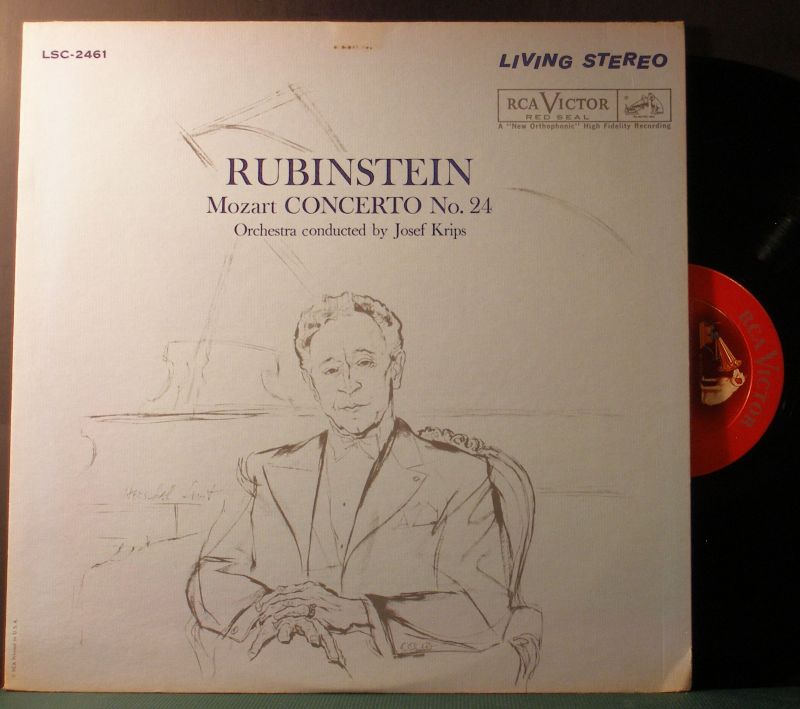 LSC-2461
LIVING STEREO
RCA VICTOR
RED SEAL
A "New Orthophonic" High Fidelity Recording
RUBINSTEIN
Mozart CONCERTO No. 24
Orchestra conducted by Josef Krips
RCA VICTOR